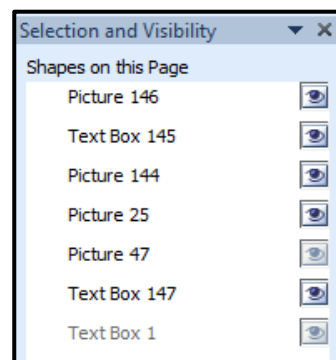 Selection and Visibility
Shapes on this Page
Picture 146
Text Box 145
Picture 144
Picture 25
Picture 47
Text Box 147
Text Box 1